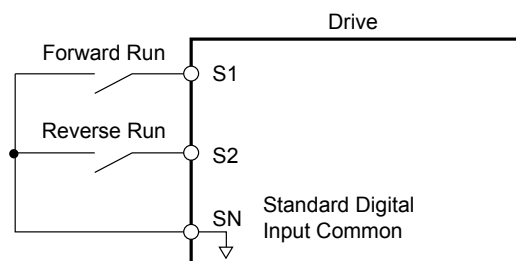 Drive
Forward Run
S1
Reverse Run
S2
SN
Standard Digital
Input Common